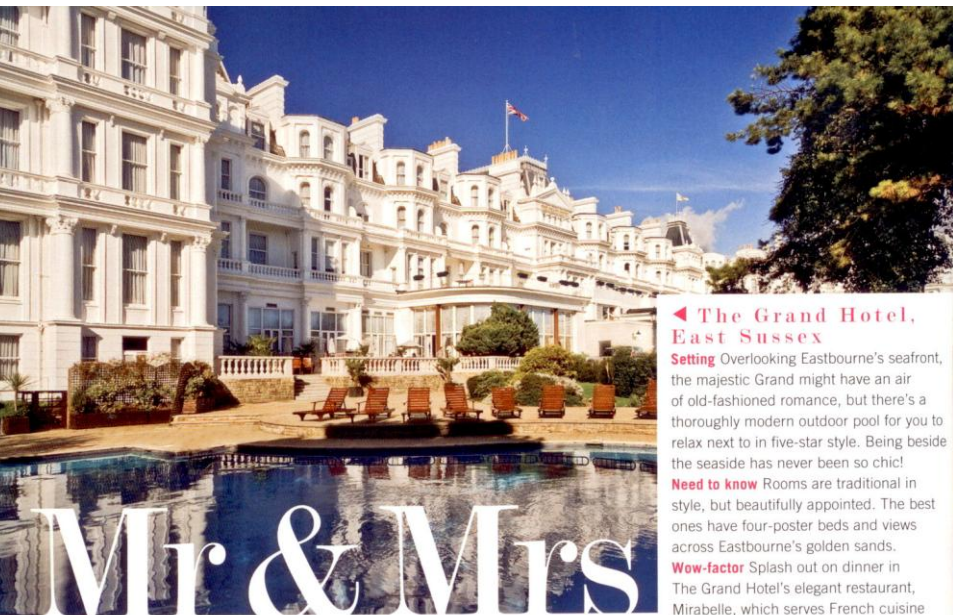 Mr & Mrs
◀ The Grand Hotel,
East Sussex
Setting Overlooking Eastbourne's seafront,
the majestic Grand might have an air
of old-fashioned romance, but there's a
thoroughly modern outdoor pool for you to
relax next to in five-star style. Being beside
the seaside has never been so chic!
Need to know Rooms are traditional in
style, but beautifully appointed. The best
ones have four-poster beds and views
across Eastbourne's golden sands.
Wow-factor Splash out on dinner in
The Grand Hotel's elegant restaurant,
Mirabelle, which serves French cuisine